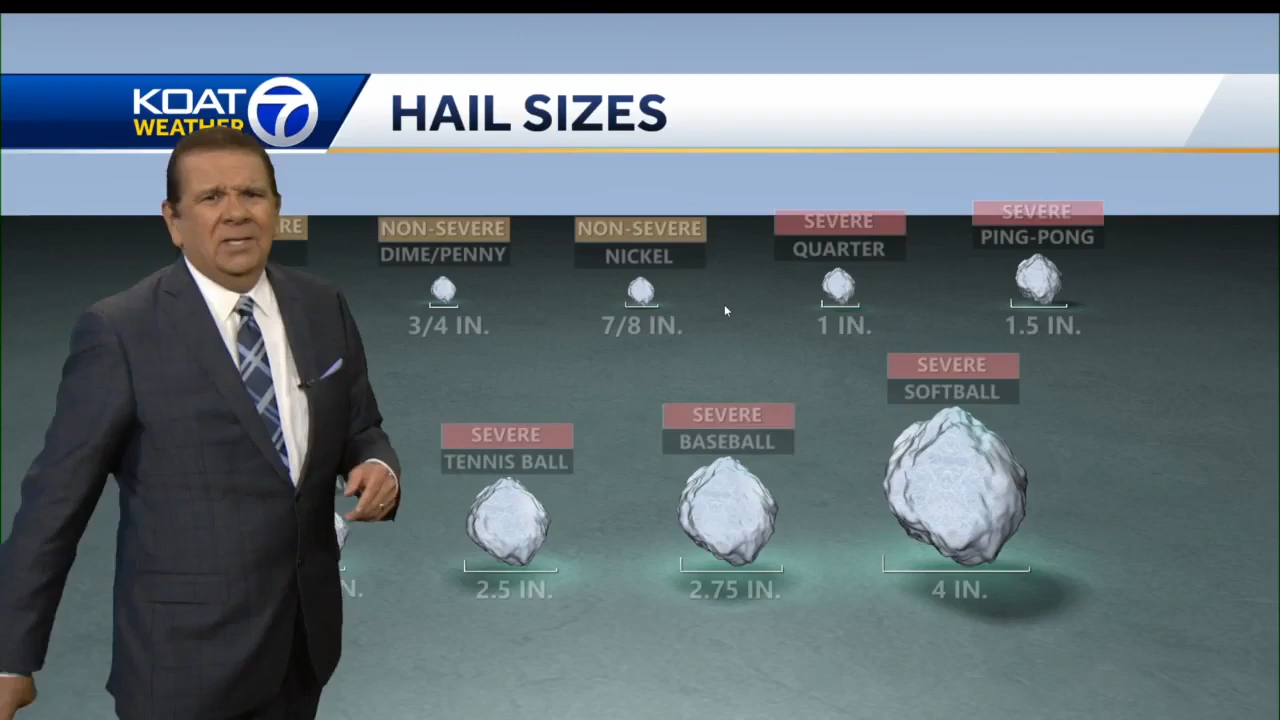 KOAT 7
WEATHER
HAIL SIZES
RE
NON-SEVERE
DIME/PENNY
3/4 IN.
NON-SEVERE
NICKEL
7/8 IN.
SEVERE
QUARTER
1 IN.
SEVERE
PING-PONG
1.5 IN.
N.
SEVERE
TENNIS BALL
2.5 IN.
SEVERE
BASEBALL
2.75 IN.
SEVERE
SOFTBALL
4 IN.